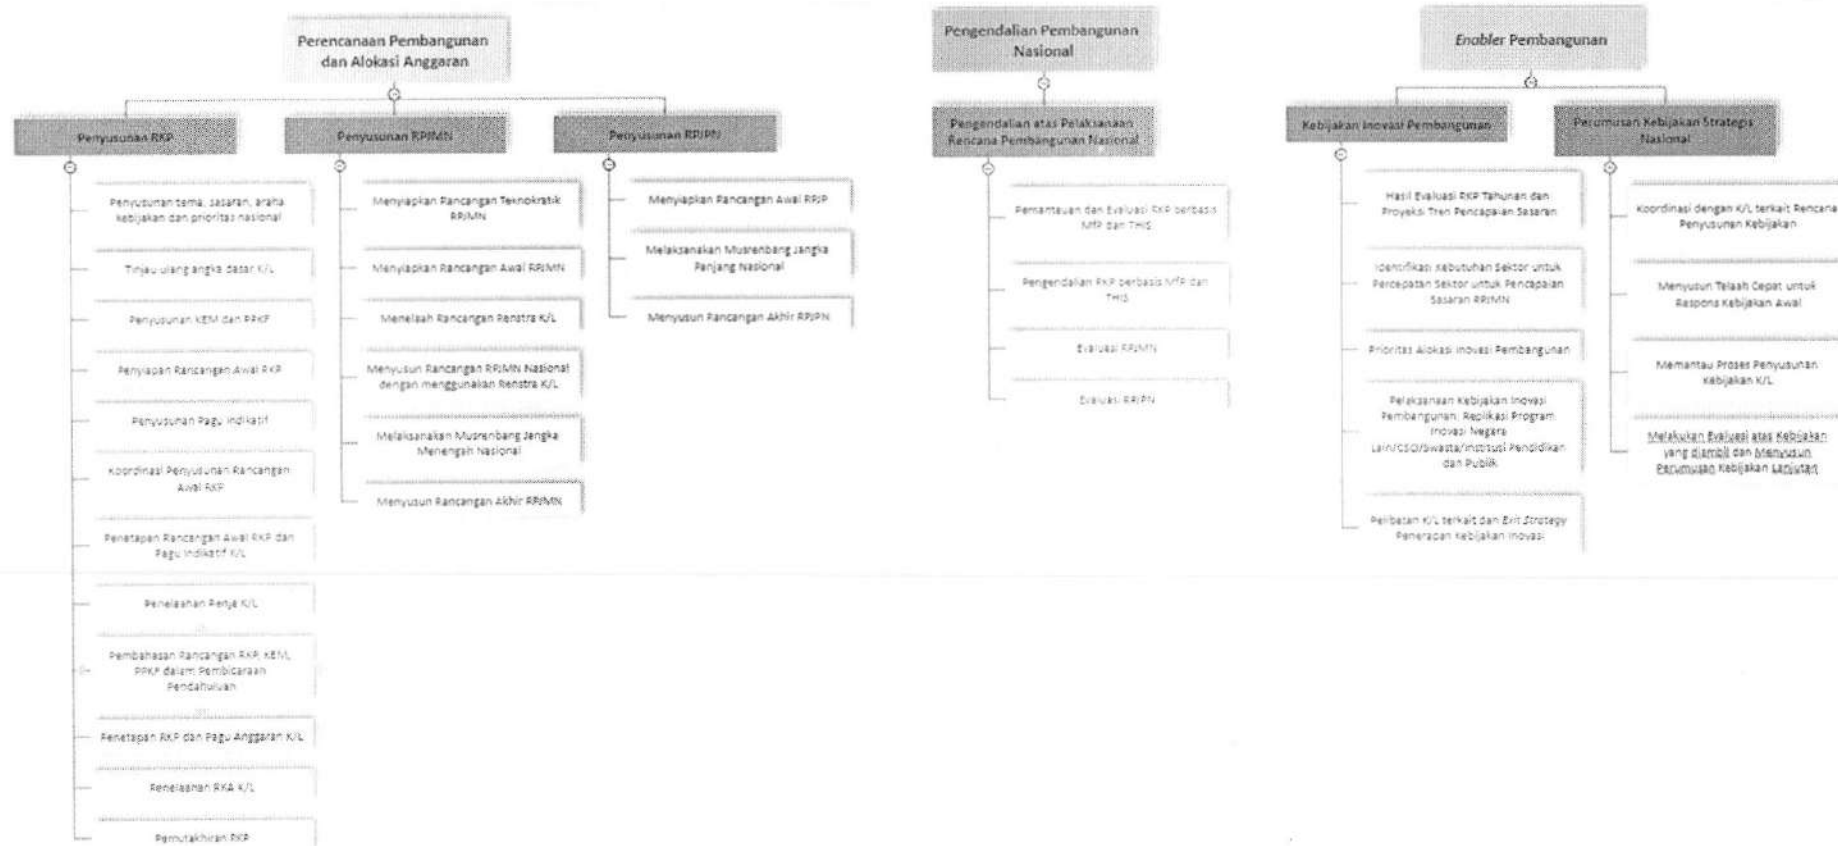 Perencanaan Pembangunan
dan Alokasi Anggaran
Penyusunan RKP
Penyusunan tema, sasaran, araha
kebijakan dan prioritas nasional
Tinjau ulang angka dasar K/L
Penyusunan KEM dan PPKF
Penyiapan Rancangan Awal RKP
Penyusunan Pagu Indikatif
Koordinasi Penyusunan Rancangan
Awal RKP
Penetapan Rancangan Awal RKP dan
Pagu Indikatif K/L
Penelaahan Renja K/L
Pembahasan Rancangan RKP, KEM,
PPKF dalam Pembicaraan
Pendahuluan
Penetapan RKP dan Pagu Anggaran K/L
Penelaahan RKA K/L
Pemutakhiran RKP
Penyusunan RPJMN
Menyiapkan Rancangan Teknokratik
RPJMN
Menyiapkan Rancangan Awal RPJMN
Menelaah Rancangan Renstra K/L
Menyusun Rancangan RPJMN Nasional
dengan menggunakan Renstra K/L
Melaksanakan Musrenbang Jangka
Menengah Nasional
Menyusun Rancangan Akhir RPJMN
Penyusunan RPJPN
Menyiapkan Rancangan Awal RPJP
Melaksanakan Musrenbang Jangka
Panjang Nasional
Menyusun Rancangan Akhir RPJPN
Pengendalian Pembangunan
Nasional
Pengendalian atas Pelaksanaan
Rencana Pembangunan Nasional
Pemantauan dan Evaluasi RKP berbasis
MfP dan THIS
Pengendalian RKP berbasis MfP dan
THIS
Evaluasi RPJMN
Evaluasi RPJPN
Enabler Pembangunan
Kebijakan Inovasi Pembangunan
Hasil Evaluasi RKP Tahunan dan
Proyeksi Tren Pencapaian Sasaran
Identifikasi Kebutuhan Sektor untuk
Percepatan Sektor untuk Pencapaian
Sasaran RPJMN
Prioritas Alokasi Inovasi Pembangunan
Pelaksanaan Kebijakan Inovasi
Pembangunan: Replikasi Program
Inovasi Negara
Lain/CSO/Swasta/Institusi Pendidikan
dan Publik
Pelibatan K/L terkait dan Exit Strategy
Penerapan Kebijakan Inovasi
Perumusan Kebijakan Strategis
Nasional
Koordinasi dengan K/L terkait Rencana
Penyusunan Kebijakan
Menyusun Telaah Cepat untuk
Respons Kebijakan Awal
Memantau Proses Penyusunan
Kebijakan K/L
Melakukan Evaluasi atas Kebijakan
yang diambil dan Menyusun
Perumusan Kebijakan Lanjutan